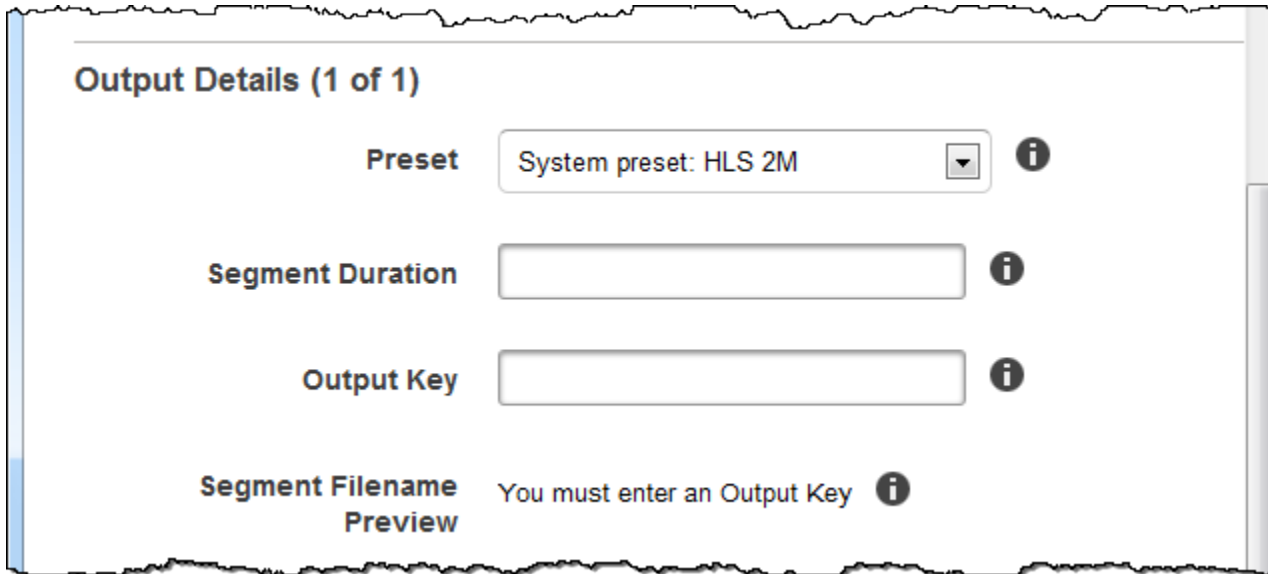 Output Details (1 of 1)
Preset
System preset: HLS 2M
Segment Duration
Output Key
Segment Filename
Preview
You must enter an Output Key